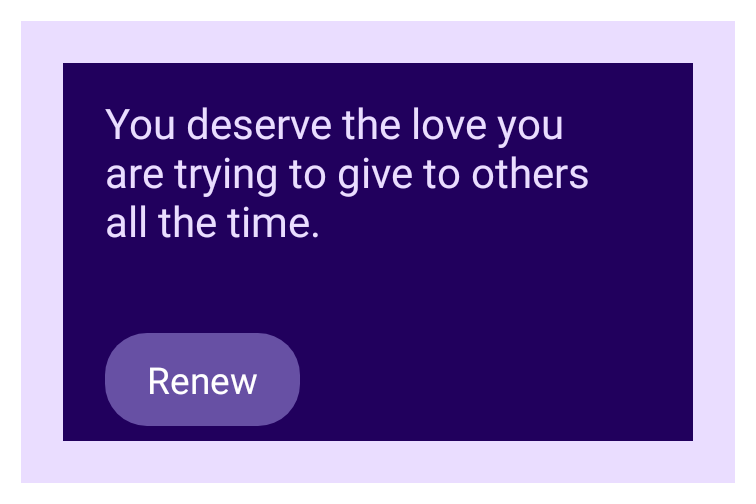 You deserve the love you
are trying to give to others
all the time.
Renew